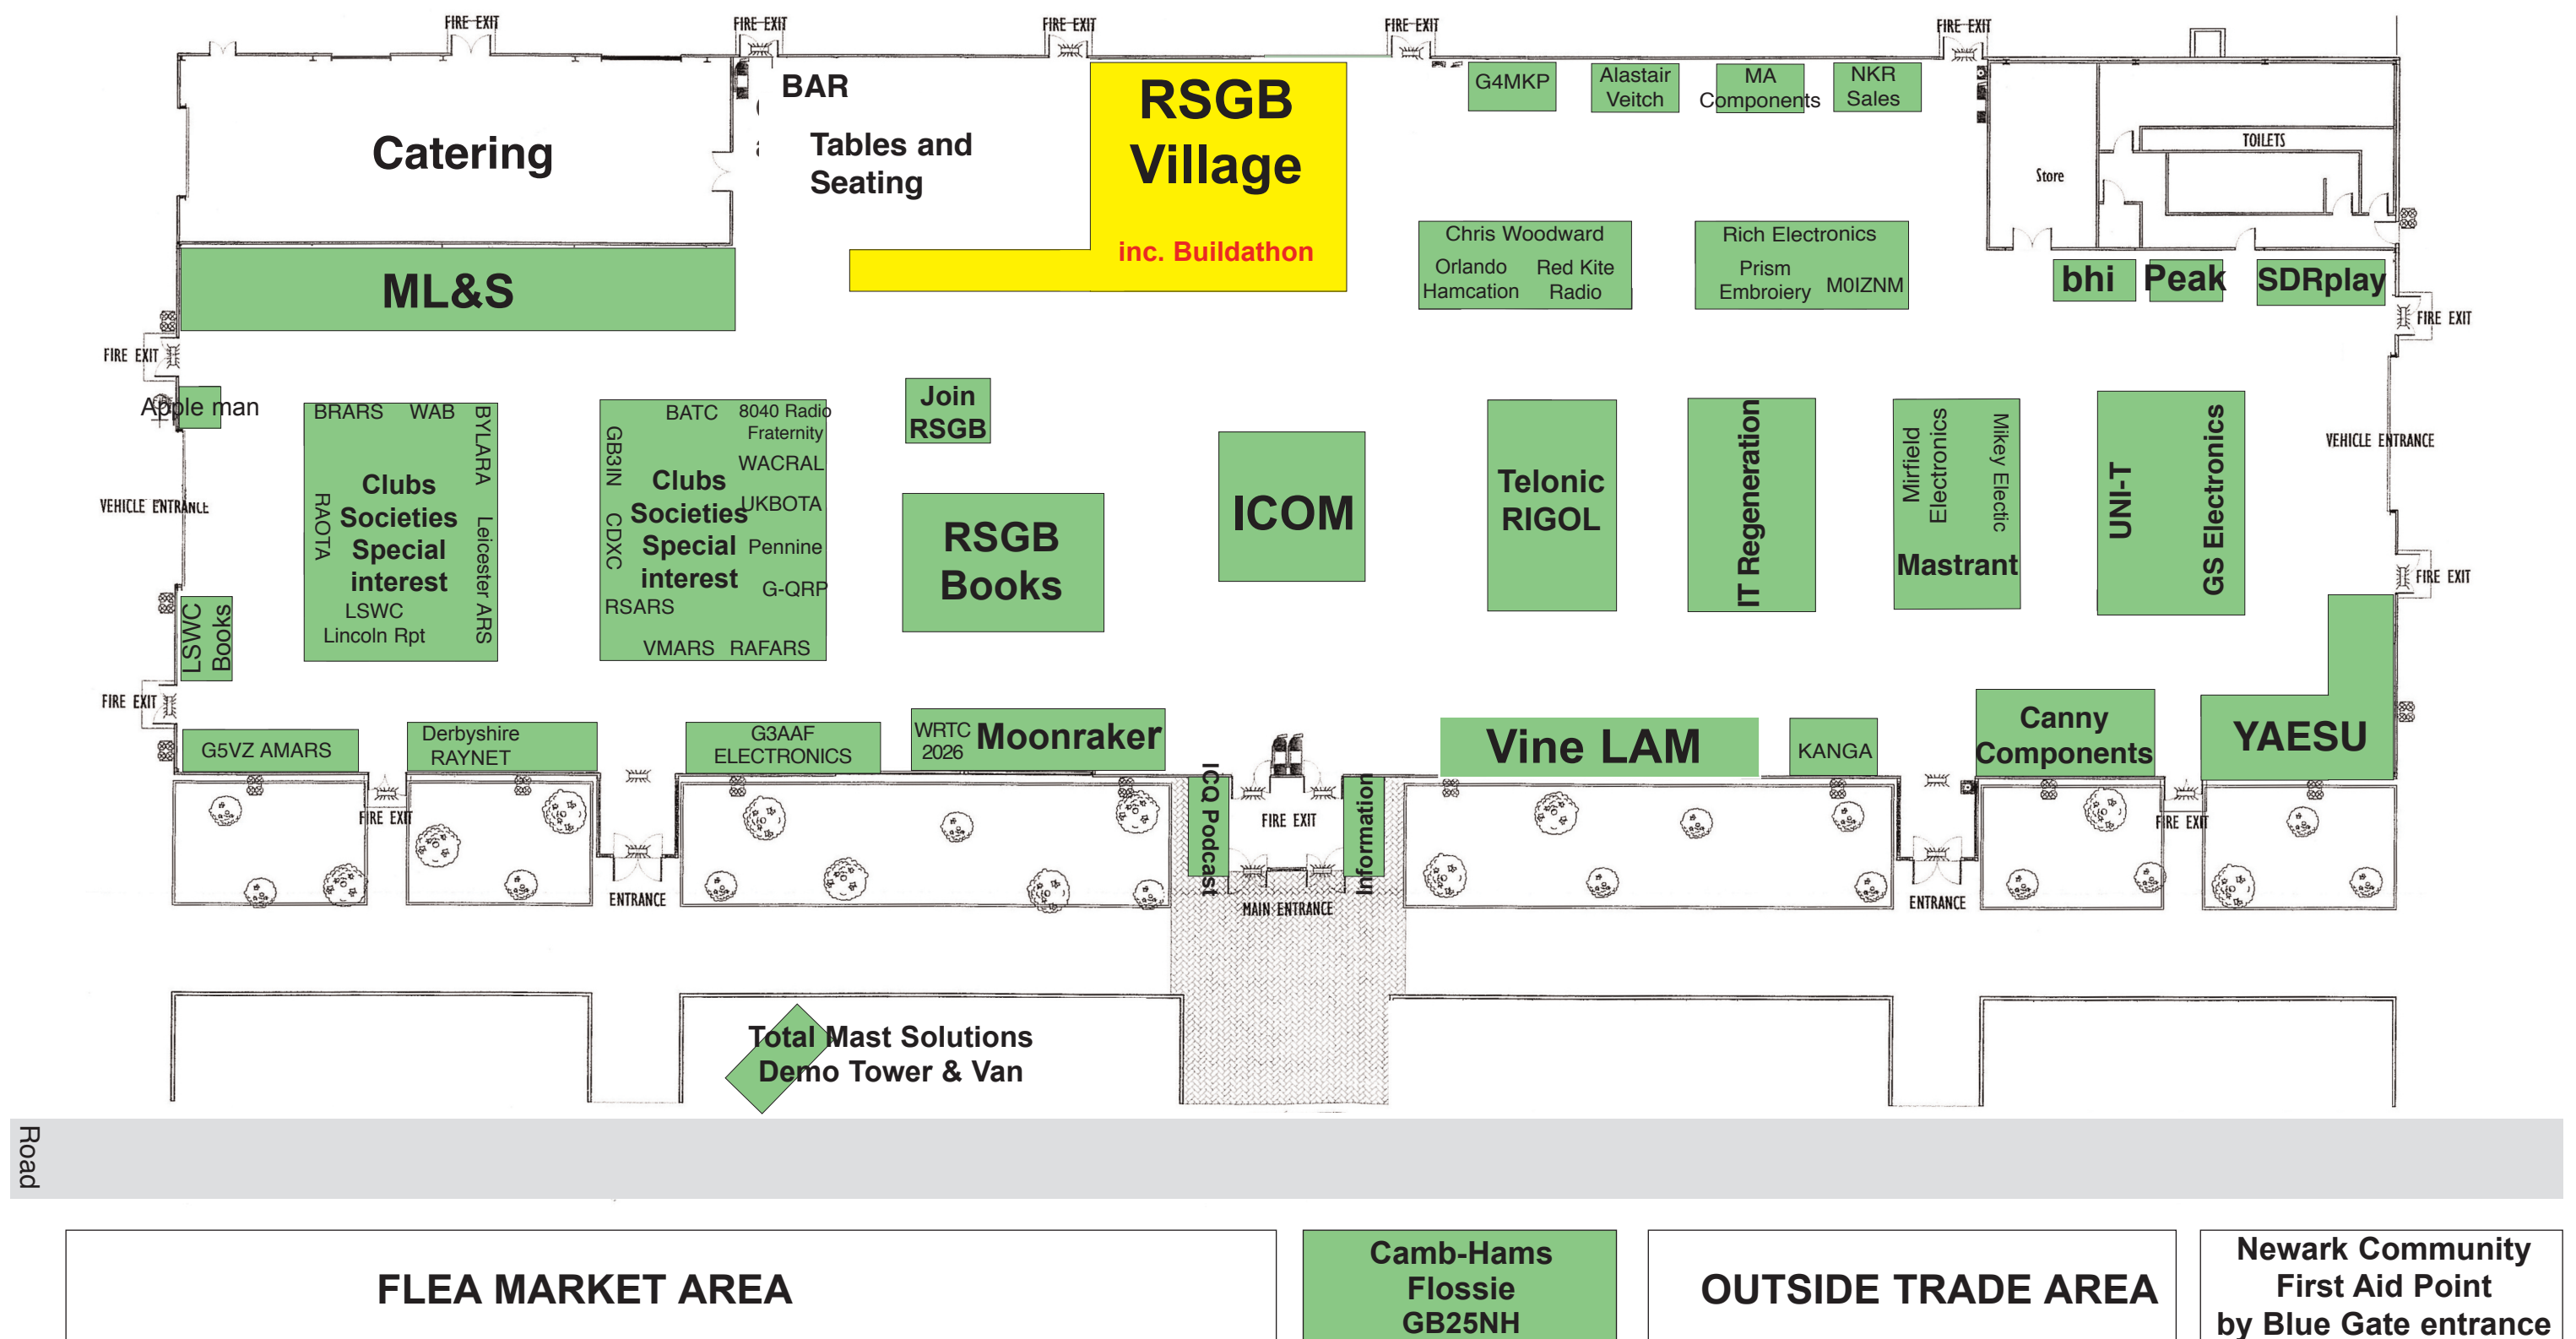 FIRE EXIT
FIRE EXIT
FIRE EXIT
FIRE EXIT
FIRE EXIT
BAR
Catering
Tables and
Seating
RSGB
Village
inc. Buildathon
G4MKP
Alastair
Veitch
MA
Components
NKR
Sales
TOILETS
Store
Chris Woodward
Orlando
Hamcation
Red Kite
Radio
Rich Electronics
Prism
Embroiery
M0IZNM
bhi
Peak
SDRplay
ML&S
FIRE EXIT
FIRE EXIT
Apple man
VEHICLE ENTRANCE
BRARS
WAB
BYLARA
RAOTA
Clubs
Societies
Special
interest
Leicester ARS
LSWC
Lincoln Rpt
BATC
8040 Radio
Fraternity
GB3IN
WACRAL
Clubs
Societies
Special
interest
UKBOTA
CDXC
Pennine
G-QRP
RSARS
VMARS
RAFARS
Join
RSGB
RSGB
Books
ICOM
Telonic
RIGOL
IT Regeneration
Mirfield
Electronics
Mikey Electic
Mastrant
UNI-T
GS Electronics
VEHICLE ENTRANCE
FIRE EXIT
LSWC
Books
FIRE EXIT
G5VZ AMARS
Derbyshire
RAYNET
G3AAF
ELECTRONICS
WRTC
2026
Moonraker
Vine LAM
KANGA
Canny
Components
YAESU
FIRE EXIT
ENTRANCE
ICQ Podcast
FIRE EXIT
Information
MAIN ENTRANCE
ENTRANCE
FIRE EXIT
Total Mast Solutions
Demo Tower & Van
Road
FLEA MARKET AREA
Camb-Hams
Flossie
GB25NH
OUTSIDE TRADE AREA
Newark Community
First Aid Point
by Blue Gate entrance